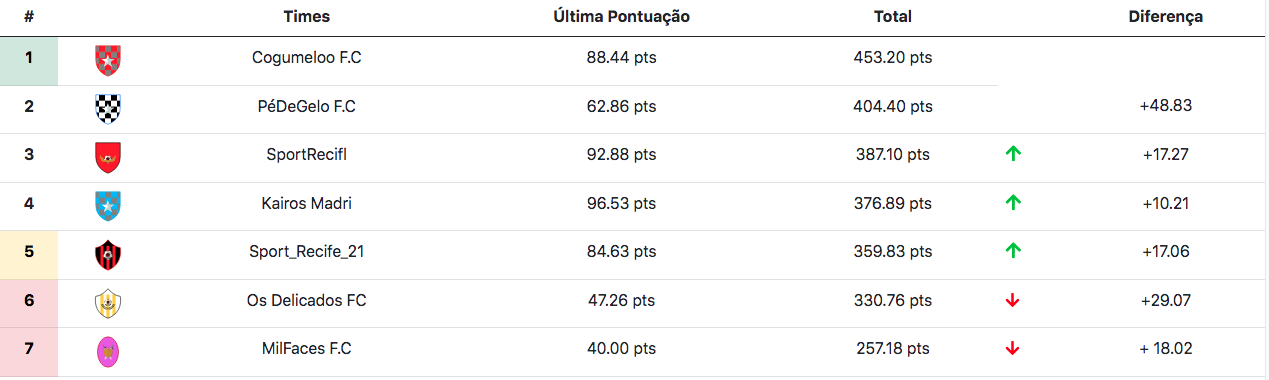 # Times Última Pontuação Total Diferença
1 Cogumeloo F.C 88.44 pts 453.20 pts
2 PéDeGelo F.C 62.86 pts 404.40 pts +48.83
3 SportRecifl 92.88 pts 387.10 pts ↑ +17.27
4 Kairos Madri 96.53 pts 376.89 pts ↑ +10.21
5 Sport_Recife_21 84.63 pts 359.83 pts ↑ +17.06
6 Os Delicados FC 47.26 pts 330.76 pts ↓ +29.07
7 MilFaces F.C 40.00 pts 257.18 pts ↓ + 18.02